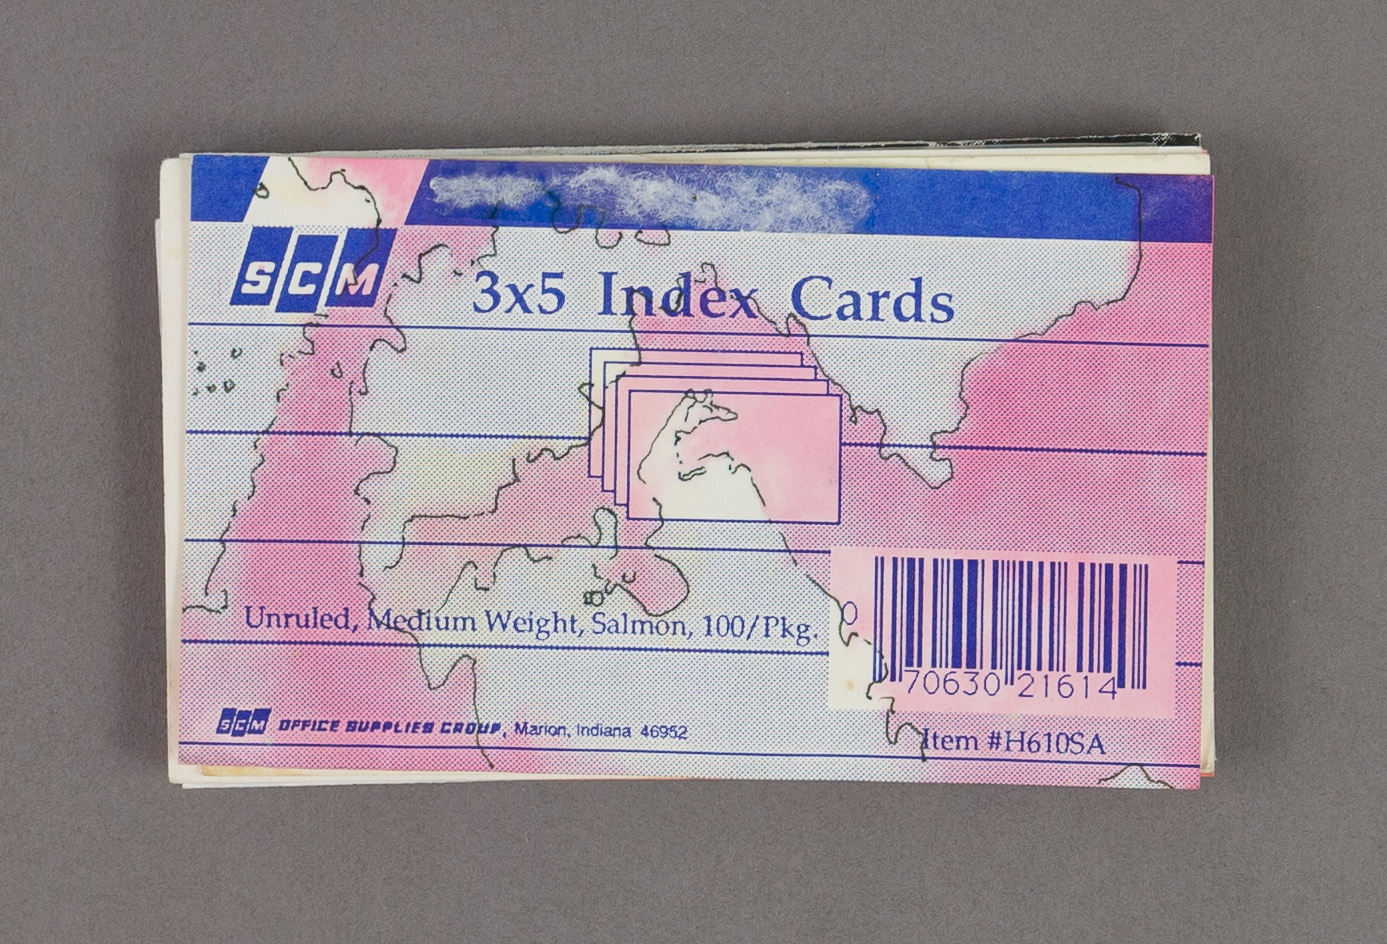 SCM
3x5 Index Cards
Unruled, Medium Weight, Salmon, 100/Pkg.
0 70630 21614
SCM OFFICE SUPPLIES GROUP, Marion, Indiana 46952
Item #H610SA